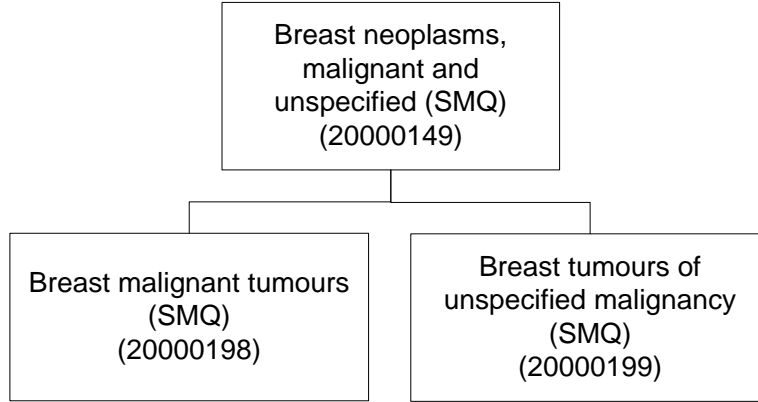 Breast neoplasms,
malignant and
unspecified (SMQ)
(20000149)
Breast malignant tumours
(SMQ)
(20000198)
Breast tumours of
unspecified malignancy
(SMQ)
(20000199)